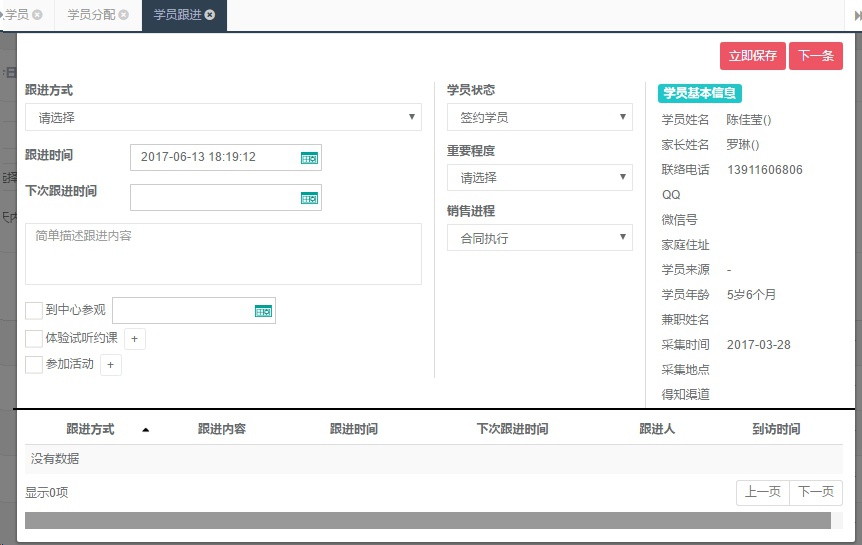 学员 学员分配 学员跟进
立即保存 下一条
跟进方式
请选择
跟进时间 2017-06-13 18:19:12
下次跟进时间
简单描述跟进内容
到中心参观
体验试听约课 +
参加活动 +
学员状态
签约学员
重要程度
请选择
销售进程
合同执行
学员基本信息
学员姓名 陈佳莹()
家长姓名 罗琳()
联络电话 13911606806
QQ
微信号
家庭住址
学员来源 -
学员年龄 5岁6个月
兼职姓名
采集时间 2017-03-28
采集地点
得知渠道
跟进方式 跟进内容 跟进时间 下次跟进时间 跟进人 到访时间
没有数据
显示0项
上一页 下一页